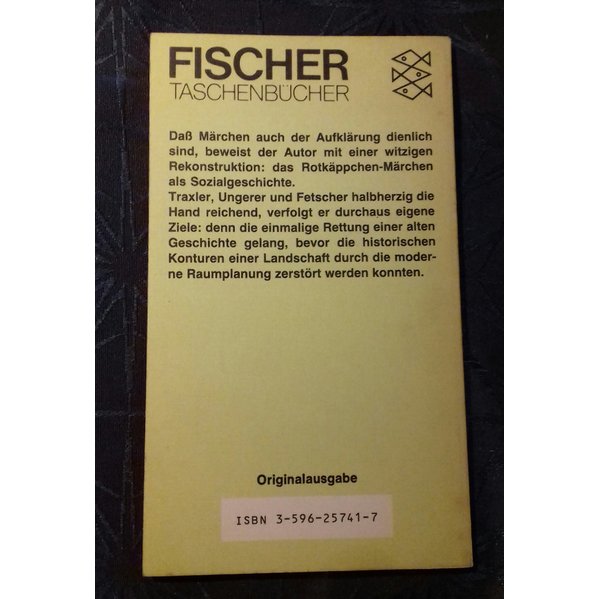 FISCHER
TASCHENBÜCHER
Daß Märchen auch der Aufklärung dienlich
sind, beweist der Autor mit einer witzigen
Rekonstruktion: das Rotkäppchen-Märchen
als Sozialgeschichte.
Traxler, Ungerer und Fetscher halbherzig die
Hand reichend, verfolgt er durchaus eigene
Ziele: denn die einmalige Rettung einer alten
Geschichte gelang, bevor die historischen
Konturen einer Landschaft durch die moder-
ne Raumplanung zerstört werden konnten.
Originalausgabe
ISBN 3-596-25741-7